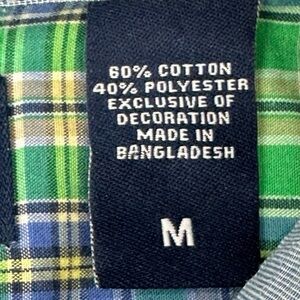 60% COTTON
40% POLYESTER
EXCLUSIVE OF
DECORATION
MADE IN
BANGLADESH
M